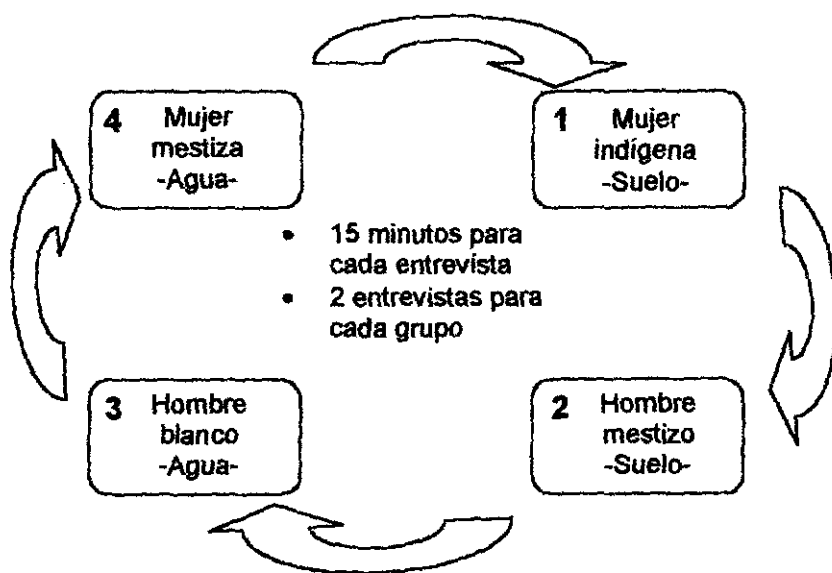 4 Mujer
mestiza
-Agua-
1 Mujer
indígena
-Suelo-
• 15 minutos para
cada entrevista
• 2 entrevistas para
cada grupo
3 Hombre
blanco
-Agua-
2 Hombre
mestizo
-Suelo-